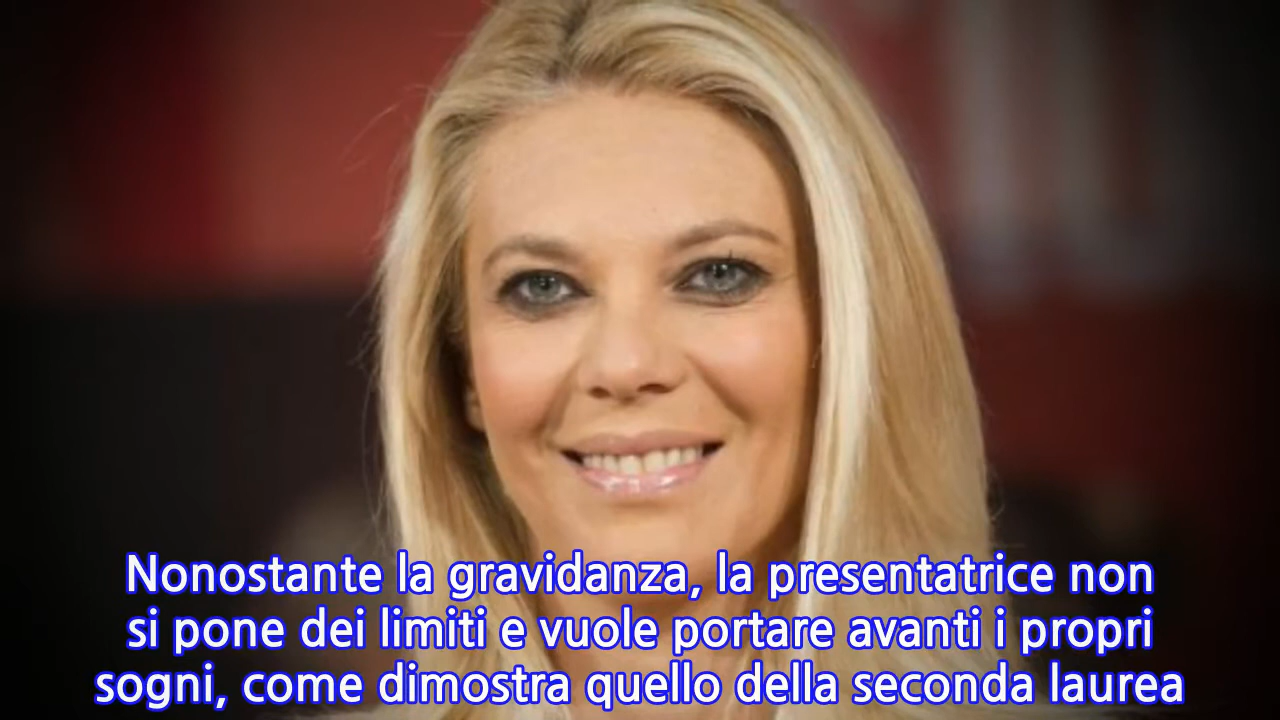 Nonostante la gravidanza, la presentatrice non
si pone dei limiti e vuole portare avanti i propri
sogni, come dimostra quello della seconda laurea